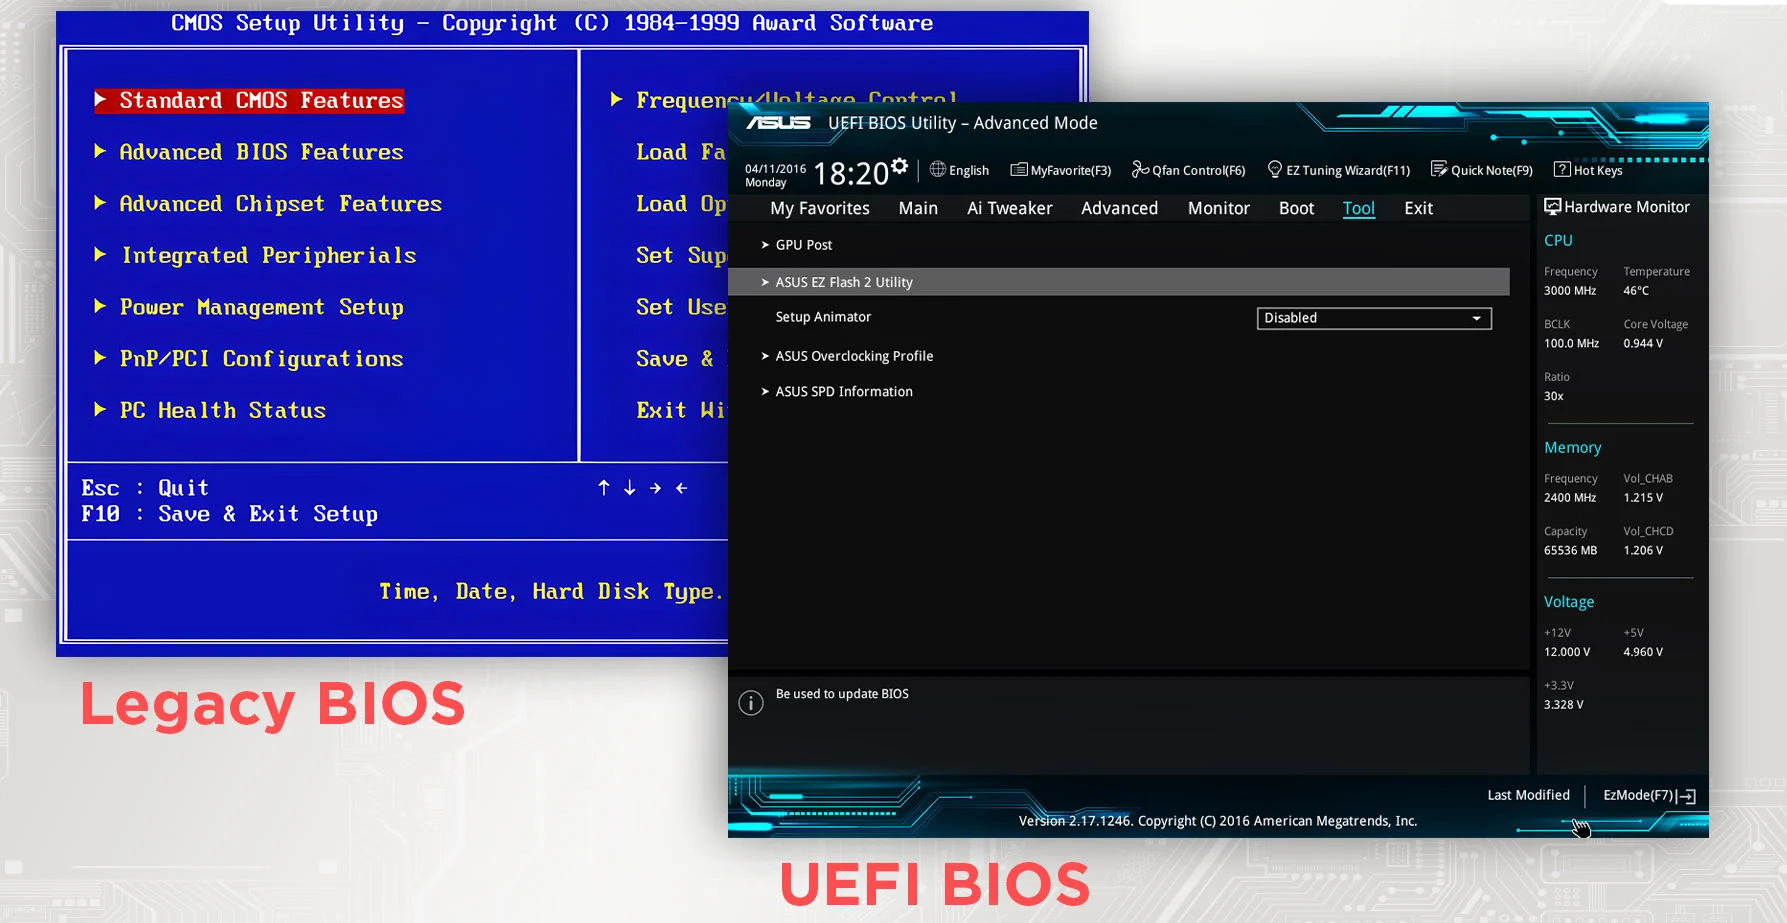 CMOS Setup Utility – Copyright (C) 1984–1999 Award Software
Standard CMOS Features
Advanced BIOS Features
Advanced Chipset Features
Integrated Peripherials
Power Management Setup
PnP/PCI Configurations
PC Health Status
Frequency/Voltage Control
Load Fa
Load Op
Set Sup
Set Use
Save &
Exit Wi
Esc : Quit
F10 : Save & Exit Setup
↑ ↓ → ←
Time, Date, Hard Disk Type.
Legacy BIOS
ASUS UEFI BIOS Utility – Advanced Mode
04/11/2016
Monday
18:20
English
MyFavorite(F3)
Qfan Control(F6)
EZ Tuning Wizard(F11)
Quick Note(F9)
? Hot Keys
My Favorites Main Ai Tweaker Advanced Monitor Boot Tool Exit
GPU Post
ASUS EZ Flash 2 Utility
Setup Animator Disabled
ASUS Overclocking Profile
ASUS SPD Information
Hardware Monitor
CPU
Frequency Temperature
3000 MHz 46°C
BCLK Core Voltage
100.0 MHz 0.944 V
Ratio
30x
Memory
Frequency Vol_CHAB
2400 MHz 1.215 V
Capacity Vol_CHCD
65536 MB 1.206 V
Voltage
+12V +5V
12.000 V 4.960 V
+3.3V
3.328 V
i Be used to update BIOS
Last Modified EzMode(F7)
Version 2.17.1246. Copyright (C) 2016 American Megatrends, Inc.
UEFI BIOS